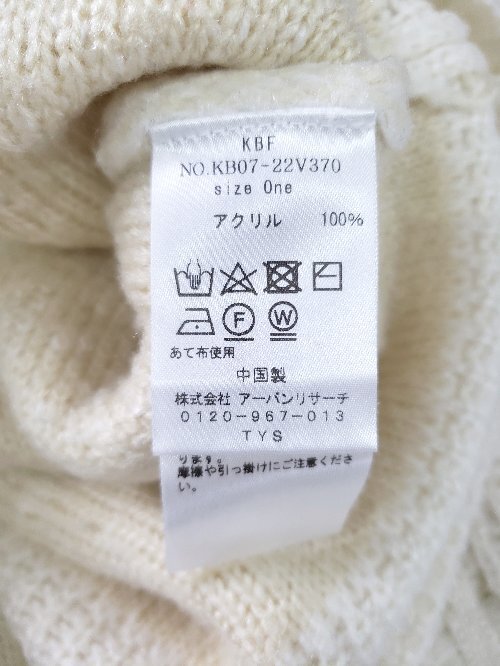 KBF
NO.KB07-22V370
size One
アクリル 100%
F W
あて布使用
中国製
株式会社 アーバンリサーチ
0120-967-013
TYS
ります。
摩擦や引っ掛けにご注意くださ
い。